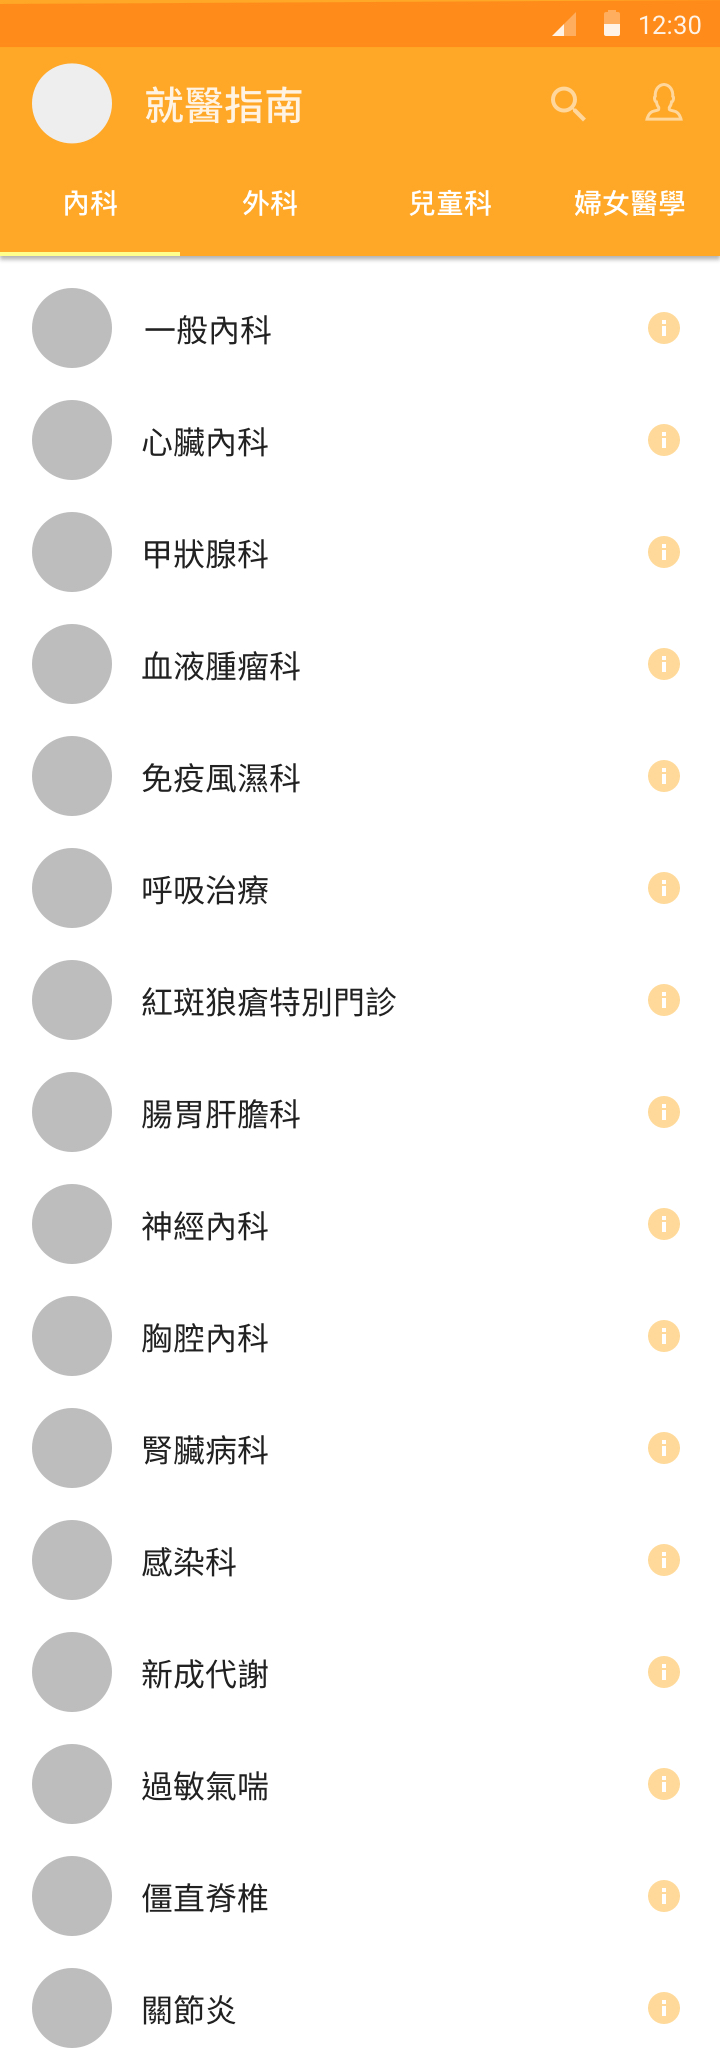 12:30
就醫指南
內科 外科 兒童科 婦女醫學
一般內科
心臟內科
甲狀腺科
血液腫瘤科
免疫風濕科
呼吸治療
紅斑狼瘡特別門診
腸胃肝膽科
神經內科
胸腔內科
腎臟病科
感染科
新成代謝
過敏氣喘
僵直脊椎
關節炎